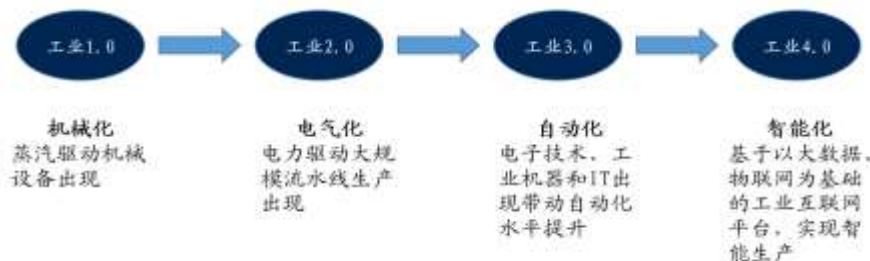 工业1.0
工业2.0
工业3.0
工业4.0
机械化
蒸汽驱动机械
设备出现
电气化
电力驱动大规
模流水线生产
出现
自动化
电子技术、工
业机器和IT出
现带动自动化
水平提升
智能化
基于以大数据、
物联网为基础
的工业互联网
平台，实现智
能生产